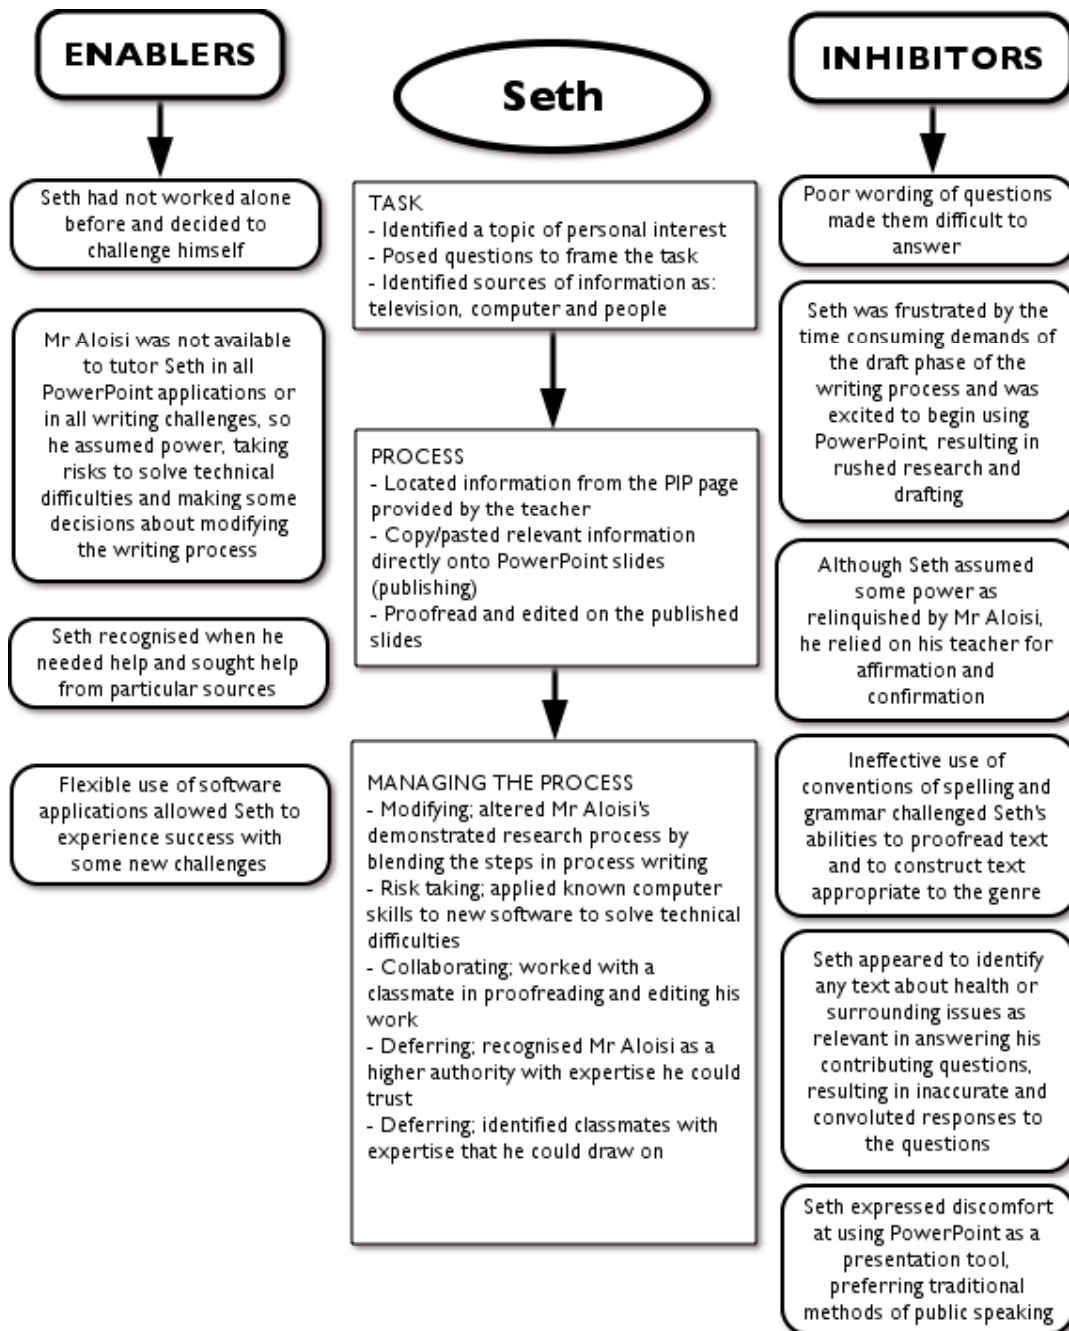 ENABLERS
Seth had not worked alone
before and decided to
challenge himself
Mr Aloisi was not available
to tutor Seth in all
PowerPoint applications or
in all writing challenges, so
he assumed power, taking
risks to solve technical
difficulties and making some
decisions about modifying
the writing process
Seth recognised when he
needed help and sought help
from particular sources
Flexible use of software
applications allowed Seth to
experience success with
some new challenges
Seth
TASK
- Identified a topic of personal interest
- Posed questions to frame the task
- Identified sources of information as:
television, computer and people
PROCESS
- Located information from the PIP page
provided by the teacher
- Copy/pasted relevant information
directly onto PowerPoint slides
(publishing)
- Proofread and edited on the published
slides
MANAGING THE PROCESS
- Modifying; altered Mr Aloisi's
demonstrated research process by
blending the steps in process writing
- Risk taking; applied known computer
skills to new software to solve technical
difficulties
- Collaborating; worked with a
classmate in proofreading and editing his
work
- Deferring; recognised Mr Aloisi as a
higher authority with expertise he could
trust
- Deferring; identified classmates with
expertise that he could draw on
INHIBITORS
Poor wording of questions
made them difficult to
answer
Seth was frustrated by the
time consuming demands of
the draft phase of the
writing process and was
excited to begin using
PowerPoint, resulting in
rushed research and
drafting
Although Seth assumed
some power as
relinquished by Mr Aloisi,
he relied on his teacher for
affirmation and
confirmation
Ineffective use of
conventions of spelling and
grammar challenged Seth's
abilities to proofread text
and to construct text
appropriate to the genre
Seth appeared to identify
any text about health or
surrounding issues as
relevant in answering his
contributing questions,
resulting in inaccurate and
convoluted responses to
the questions
Seth expressed discomfort
at using PowerPoint as a
presentation tool,
preferring traditional
methods of public speaking